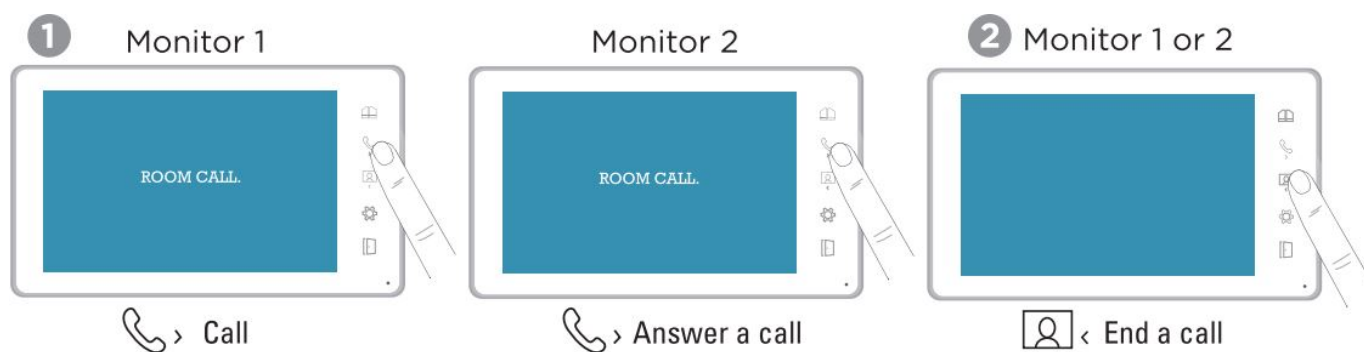 1 Monitor 1
Monitor 2
2 Monitor 1 or 2
ROOM CALL.
ROOM CALL.
› Call
› Answer a call
‹ End a call